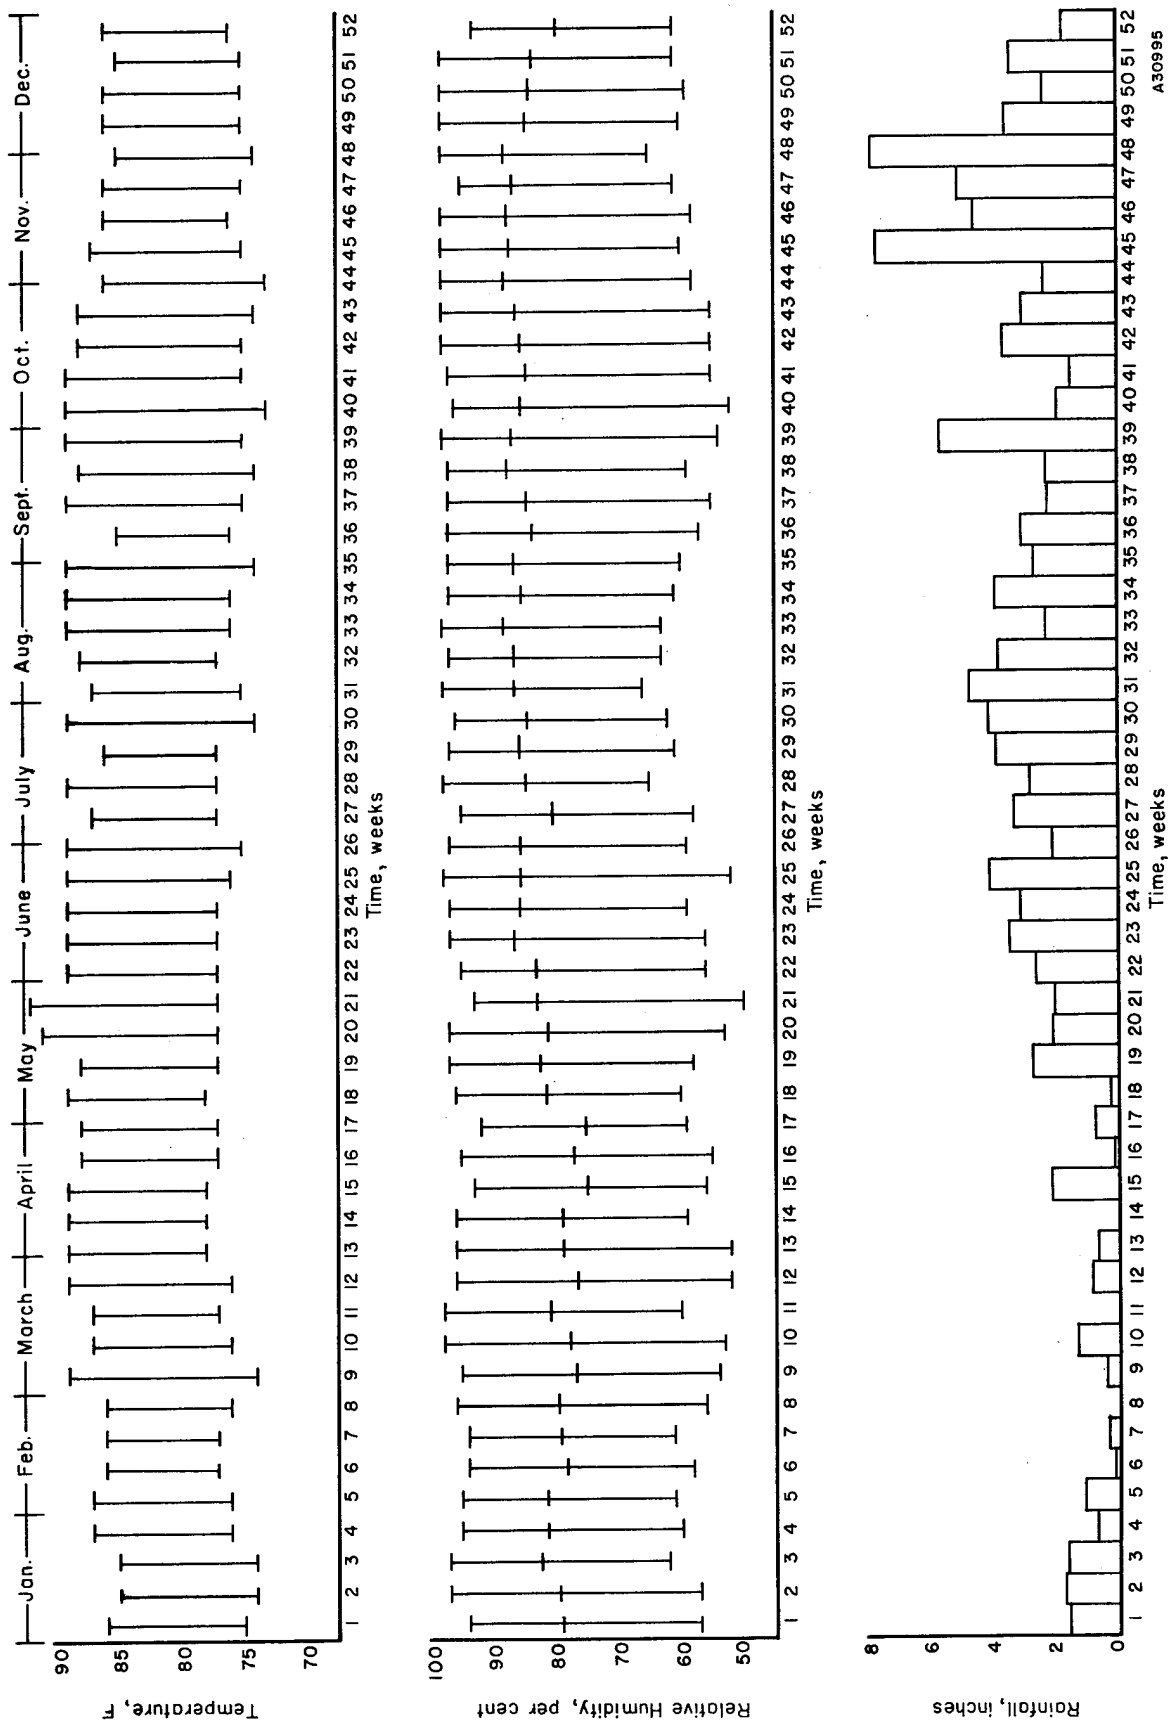 Jan. Feb. March April May June July Aug. Sept. Oct. Nov. Dec.
Temperature, F
90
85
80
75
70
1 2 3 4 5 6 7 8 9 10 11 12 13 14 15 16 17 18 19 20 21 22 23 24 25 26 27 28 29 30 31 32 33 34 35 36 37 38 39 40 41 42 43 44 45 46 47 48 49 50 51 52
Time, weeks
Relative Humidity, per cent
100
90
80
70
60
50
1 2 3 4 5 6 7 8 9 10 11 12 13 14 15 16 17 18 19 20 21 22 23 24 25 26 27 28 29 30 31 32 33 34 35 36 37 38 39 40 41 42 43 44 45 46 47 48 49 50 51 52
Time, weeks
Rainfall, inches
8
6
4
2
0
1 2 3 4 5 6 7 8 9 10 11 12 13 14 15 16 17 18 19 20 21 22 23 24 25 26 27 28 29 30 31 32 33 34 35 36 37 38 39 40 41 42 43 44 45 46 47 48 49 50 51 52
Time, weeks
A30995